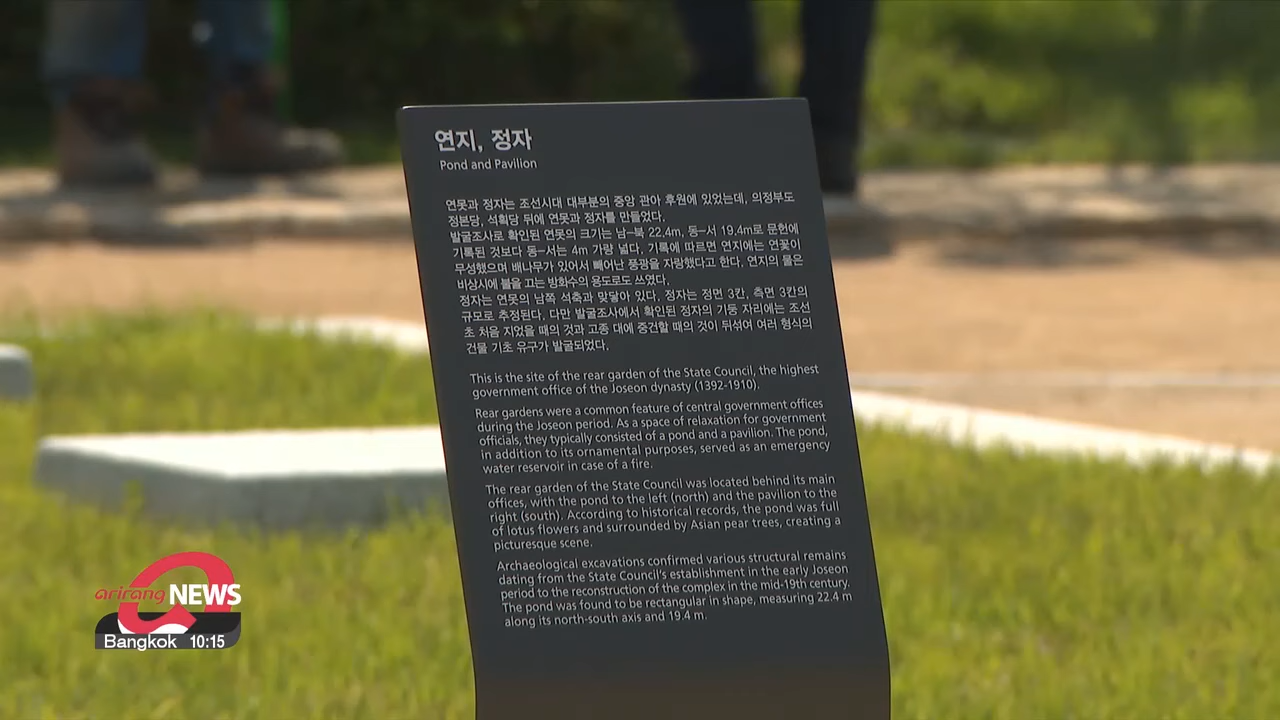 연지, 정자
Pond and Pavilion
연못과 정자는 조선시대 대부분의 중앙 관아 후원에 있었는데, 의정부도
정본당, 석획당 뒤에 연못과 정자를 만들었다.
발굴조사로 확인된 연못의 크기는 남–북 22.4m, 동–서 19.4m로 문헌에
기록된 것보다 동–서는 4m 가량 넓다. 기록에 따르면 연지에는 연꽃이
무성했으며 배나무가 있어서 빼어난 풍광을 자랑했다고 한다. 연지의 물은
비상시에 불을 끄는 방화수의 용도로도 쓰였다.
정자는 연못의 남쪽 석축과 맞닿아 있다. 정자는 정면 3칸, 측면 3칸의
규모로 추정된다. 다만 발굴조사에서 확인된 정자의 기둥 자리에는 조선
초 처음 지었을 때의 것과 고종 대에 중건할 때의 것이 뒤섞여 여러 형식의
건물 기초 유구가 발굴되었다.
This is the site of the rear garden of the State Council, the highest
government office of the Joseon dynasty (1392-1910).
Rear gardens were a common feature of central government offices
during the Joseon period. As a space of relaxation for government
officials, they typically consisted of a pond and a pavilion. The pond,
in addition to its ornamental purposes, served as an emergency
water reservoir in case of a fire.
The rear garden of the State Council was located behind its main
offices, with the pond to the left (north) and the pavilion to the
right (south). According to historical records, the pond was full
of lotus flowers and surrounded by Asian pear trees, creating a
picturesque scene.
Archaeological excavations confirmed various structural remains
dating from the State Council's establishment in the early Joseon
period to the reconstruction of the complex in the mid-19th century.
The pond was found to be rectangular in shape, measuring 22.4 m
along its north-south axis and 19.4 m.
arirang NEWS
Bangkok 10:15